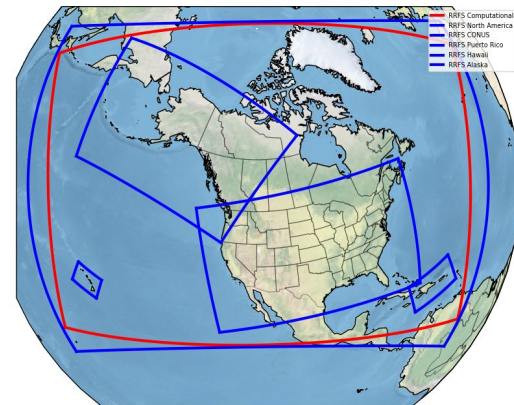 RRFS Computational
RRFS North America
RRFS CONUS
RRFS Puerto Rico
RRFS Hawaii
RRFS Alaska